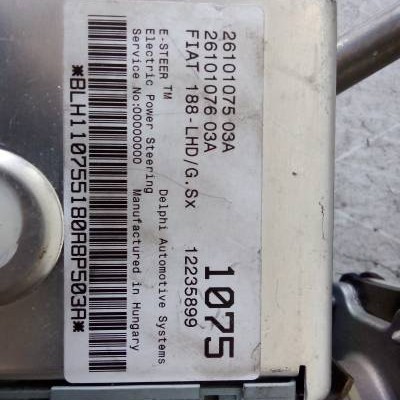 26101075 03A
26101076 03A
FIAT 188-LHD/G.Sx 12235899
1075
E.STEER TM Delphi Automotive Systems
Electric Power Steering
Service No:00000000 Manufactured in Hungary
*BLH110755180ABP503A*